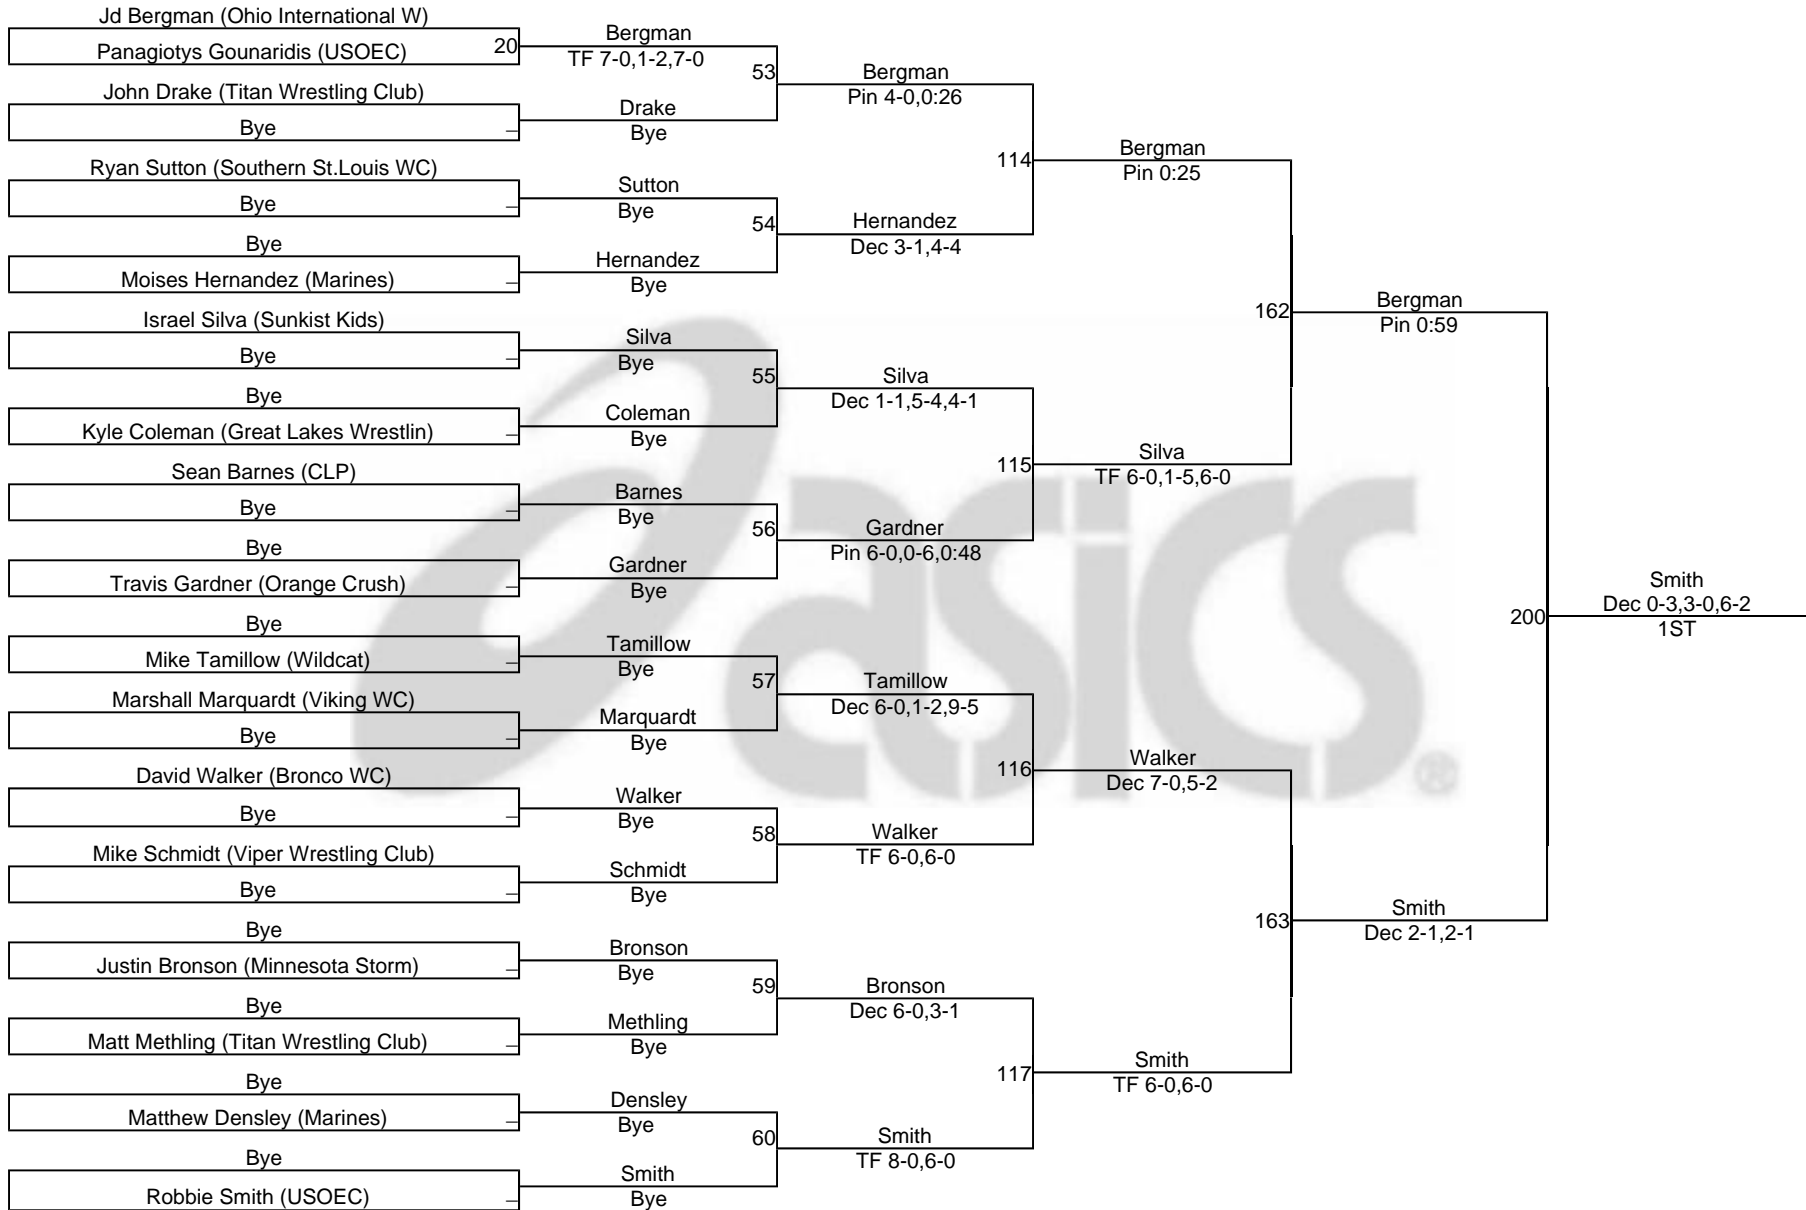 Jd Bergman (Ohio International W)
Panagiotys Gounaridis (USOEC) 20
John Drake (Titan Wrestling Club)
Bye _
Ryan Sutton (Southern St.Louis WC)
Bye _
Bye
Moises Hernandez (Marines) _
Israel Silva (Sunkist Kids)
Bye _
Bye
Kyle Coleman (Great Lakes Wrestlin) _
Sean Barnes (CLP)
Bye _
Bye
Travis Gardner (Orange Crush) _
Bye
Mike Tamillow (Wildcat) _
Marshall Marquardt (Viking WC)
Bye _
David Walker (Bronco WC)
Bye _
Mike Schmidt (Viper Wrestling Club)
Bye _
Bye
Justin Bronson (Minnesota Storm) _
Bye
Matt Methling (Titan Wrestling Club) _
Bye
Matthew Densley (Marines) _
Bye
Robbie Smith (USOEC) _
Bergman
TF 7-0,1-2,7-0
53
Drake
Bye
Sutton
Bye
54
Hernandez
Bye
Silva
Bye
55
Coleman
Bye
Barnes
Bye
56
Gardner
Bye
Tamillow
Bye
57
Marquardt
Bye
Walker
Bye
58
Schmidt
Bye
Bronson
Bye
59
Methling
Bye
Densley
Bye
60
Smith
Bye
Bergman
Pin 4-0,0:26
114
Hernandez
Dec 3-1,4-4
Silva
Dec 1-1,5-4,4-1
115
Gardner
Pin 6-0,0-6,0:48
Tamillow
Dec 6-0,1-2,9-5
116
Walker
TF 6-0,6-0
Bronson
Dec 6-0,3-1
117
Smith
TF 8-0,6-0
Bergman
Pin 0:25
162
Silva
TF 6-0,1-5,6-0
Walker
Dec 7-0,5-2
163
Smith
TF 6-0,6-0
Bergman
Pin 0:59
200
Smith
Dec 2-1,2-1
Smith
Dec 0-3,3-0,6-2
1ST
asics®